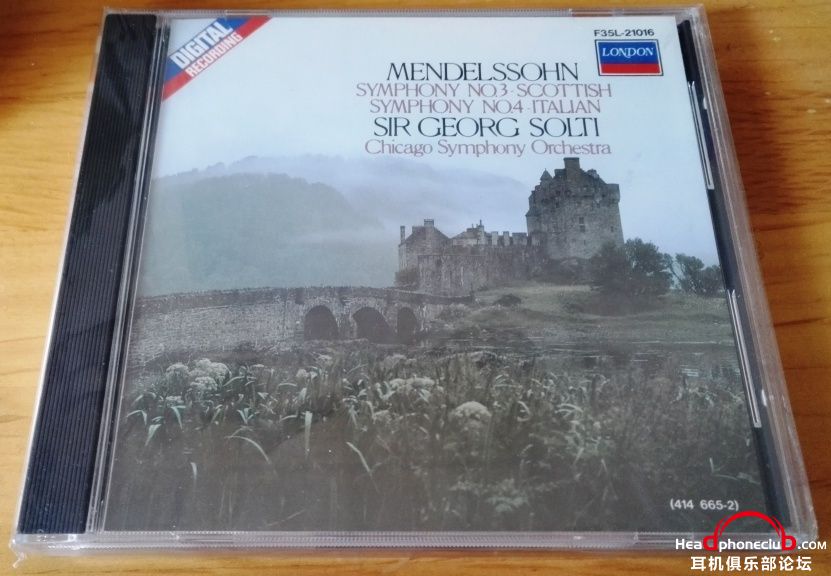 DIGITAL
RECORDING
F35L-21016
LONDON
MENDELSSOHN
SYMPHONY NO.3·SCOTTISH
SYMPHONY NO.4·ITALIAN
SIR GEORG SOLTI
Chicago Symphony Orchestra
(414 665-2)
Headphoneclub.com
耳机俱乐部论坛